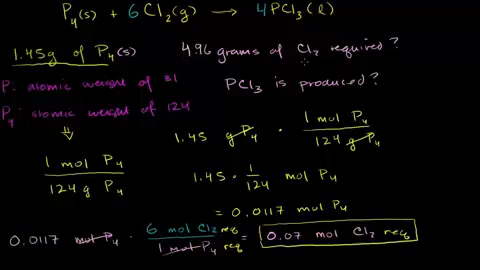 P₄(s) + 6Cl₂(g) → 4PCl₃(l)
1.45g of P₄(s)
4.96 grams of Cl₂ required?
P: atomic weight of 31
PCl₃ is produced?
P₄: atomic weight of 124
⇓
1.45 g P₄ · 1 mol P₄ / 124 g P₄
1 mol P₄ / 124 g P₄
1.45 · 1/124 mol P₄
= 0.0117 mol P₄
0.0117 mol P₄ · 6 mol Cl₂ req / 1 mol P₄ req = 0.07 mol Cl₂ req